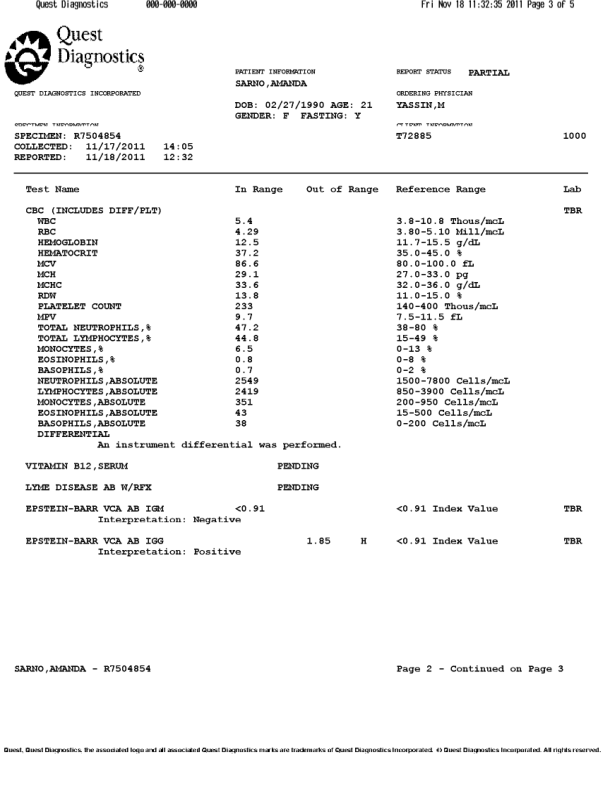 Quest Diagnostics 000-000-0000 Fri Nov 18 11:32:35 2011 Page 3 of 5
Quest
Diagnostics
®
QUEST DIAGNOSTICS INCORPORATED
PATIENT INFORMATION
SARNO,AMANDA
DOB: 02/27/1990 AGE: 21
GENDER: F FASTING: Y
REPORT STATUS PARTIAL
ORDERING PHYSICIAN
YASSIN,M
SPECIMEN INFORMATION
SPECIMEN: R7504854
COLLECTED: 11/17/2011 14:05
REPORTED: 11/18/2011 12:32
CLIENT INFORMATION
T72885 1000
Test Name In Range Out of Range Reference Range Lab
CBC (INCLUDES DIFF/PLT) TBR
WBC 5.4 3.8-10.8 Thous/mcL
RBC 4.29 3.80-5.10 Mill/mcL
HEMOGLOBIN 12.5 11.7-15.5 g/dL
HEMATOCRIT 37.2 35.0-45.0 %
MCV 86.6 80.0-100.0 fL
MCH 29.1 27.0-33.0 pg
MCHC 33.6 32.0-36.0 g/dL
RDW 13.8 11.0-15.0 %
PLATELET COUNT 233 140-400 Thous/mcL
MPV 9.7 7.5-11.5 fL
TOTAL NEUTROPHILS,% 47.2 38-80 %
TOTAL LYMPHOCYTES,% 44.8 15-49 %
MONOCYTES,% 6.5 0-13 %
EOSINOPHILS,% 0.8 0-8 %
BASOPHILS,% 0.7 0-2 %
NEUTROPHILS,ABSOLUTE 2549 1500-7800 Cells/mcL
LYMPHOCYTES,ABSOLUTE 2419 850-3900 Cells/mcL
MONOCYTES,ABSOLUTE 351 200-950 Cells/mcL
EOSINOPHILS,ABSOLUTE 43 15-500 Cells/mcL
BASOPHILS,ABSOLUTE 38 0-200 Cells/mcL
DIFFERENTIAL
An instrument differential was performed.
VITAMIN B12,SERUM PENDING
LYME DISEASE AB W/RFX PENDING
EPSTEIN-BARR VCA AB IGM <0.91 <0.91 Index Value TBR
Interpretation: Negative
EPSTEIN-BARR VCA AB IGG 1.85 H <0.91 Index Value TBR
Interpretation: Positive
SARNO,AMANDA - R7504854 Page 2 - Continued on Page 3
Quest, Quest Diagnostics, the associated logo and all associated Quest Diagnostics marks are trademarks of Quest Diagnostics Incorporated. © Quest Diagnostics Incorporated. All rights reserved.